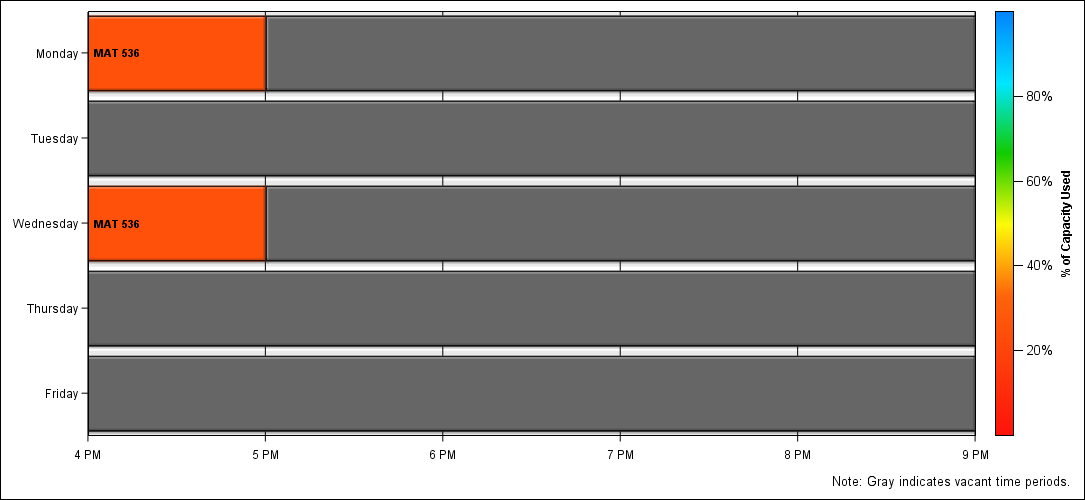 Monday
MAT 536
Tuesday
Wednesday
MAT 536
Thursday
Friday
4 PM 5 PM 6 PM 7 PM 8 PM 9 PM
80%
60%
40%
20%
% of Capacity Used
Note: Gray indicates vacant time periods.